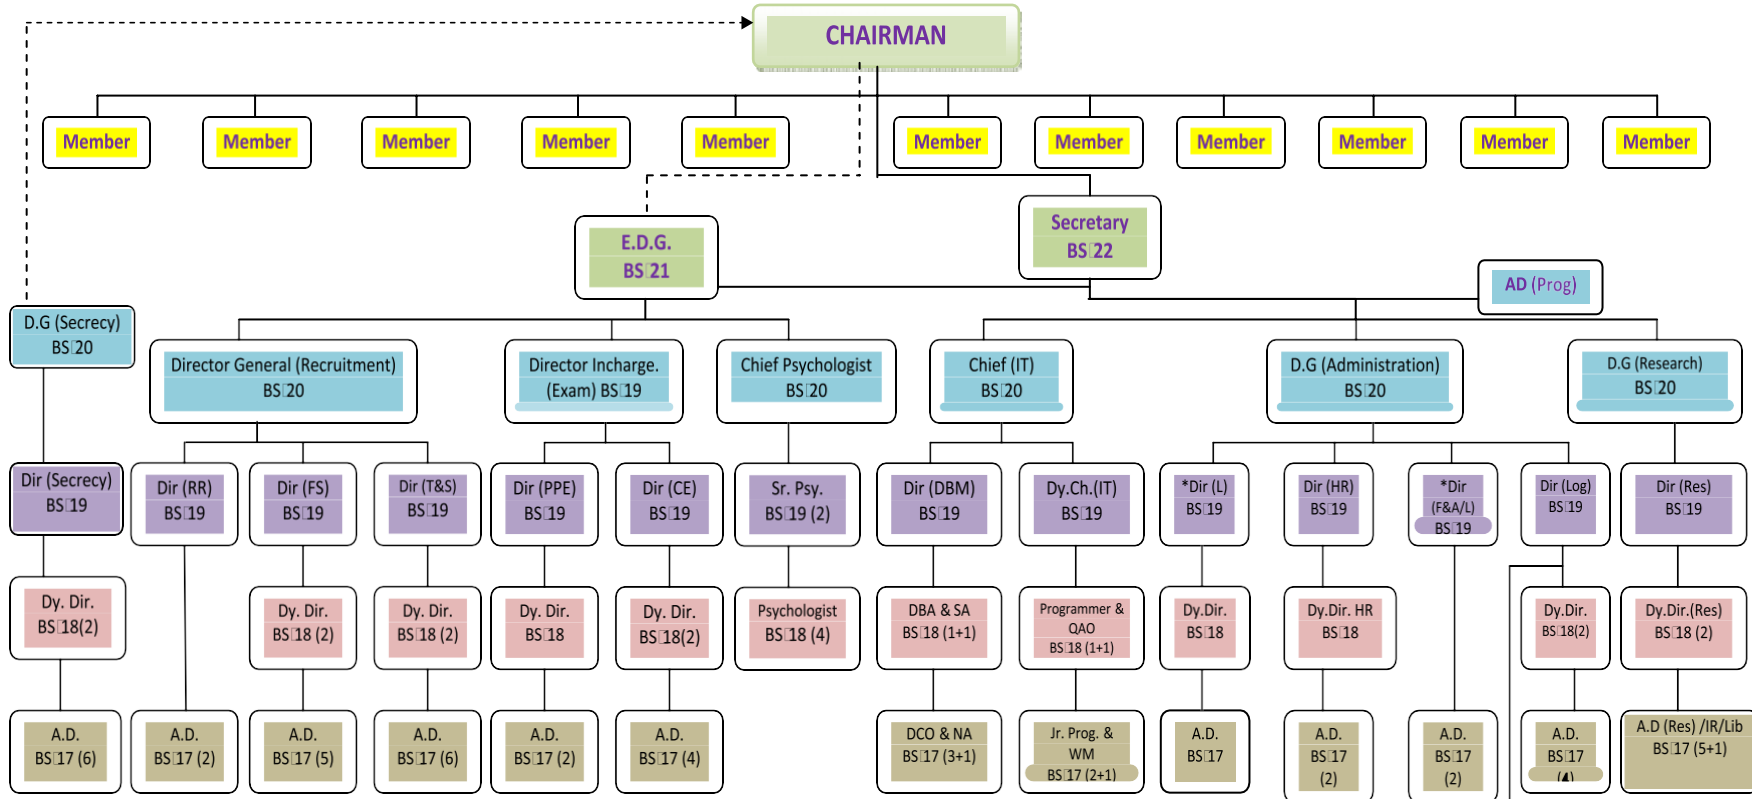 CHAIRMAN
Member
Member
Member
Member
Member
Member
Member
Member
Member
Member
Member
E.D.G.
BS 21
Secretary
BS 22
AD (Prog)
D.G (Secrecy)
BS 20
Director General (Recruitment)
BS 20
Director Incharge.
(Exam) BS 19
Chief Psychologist
BS 20
Chief (IT)
BS 20
D.G (Administration)
BS 20
D.G (Research)
BS 20
Dir (Secrecy)
BS 19
Dir (RR)
BS 19
Dir (FS)
BS 19
Dir (T&S)
BS 19
Dir (PPE)
BS 19
Dir (CE)
BS 19
Sr. Psy.
BS 19 (2)
Dir (DBM)
BS 19
Dy.Ch.(IT)
BS 19
*Dir (L)
BS 19
Dir (HR)
BS 19
*Dir
(F&A/L)
BS 19
Dir (Log)
BS 19
Dir (Res)
BS 19
Dy. Dir.
BS 18(2)
Dy. Dir.
BS 18 (2)
Dy. Dir.
BS 18 (2)
Dy. Dir.
BS 18
Dy. Dir.
BS 18(2)
Psychologist
BS 18 (4)
DBA & SA
BS 18 (1+1)
Programmer &
QAO
BS 18 (1+1)
Dy.Dir.
BS 18
Dy.Dir. HR
BS 18
Dy.Dir.
BS 18(2)
Dy.Dir.(Res)
BS 18 (2)
A.D.
BS 17 (6)
A.D.
BS 17 (2)
A.D.
BS 17 (5)
A.D.
BS 17 (6)
A.D.
BS 17 (2)
A.D.
BS 17 (4)
DCO & NA
BS 17 (3+1)
Jr. Prog. &
WM
BS 17 (2+1)
A.D.
BS 17
A.D.
BS 17
(2)
A.D.
BS 17
(2)
A.D.
BS 17
A.D (Res) /IR/Lib
BS 17 (5+1)